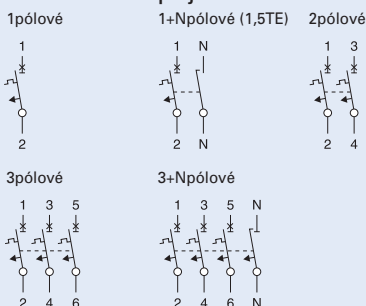 1pólové
1+Npólové (1,5TE)
2pólové
1
1 N
1 3
2
2 N
2 4
3pólové
3+Npólové
1 3 5
1 3 5 N
2 4 6
2 4 6 N